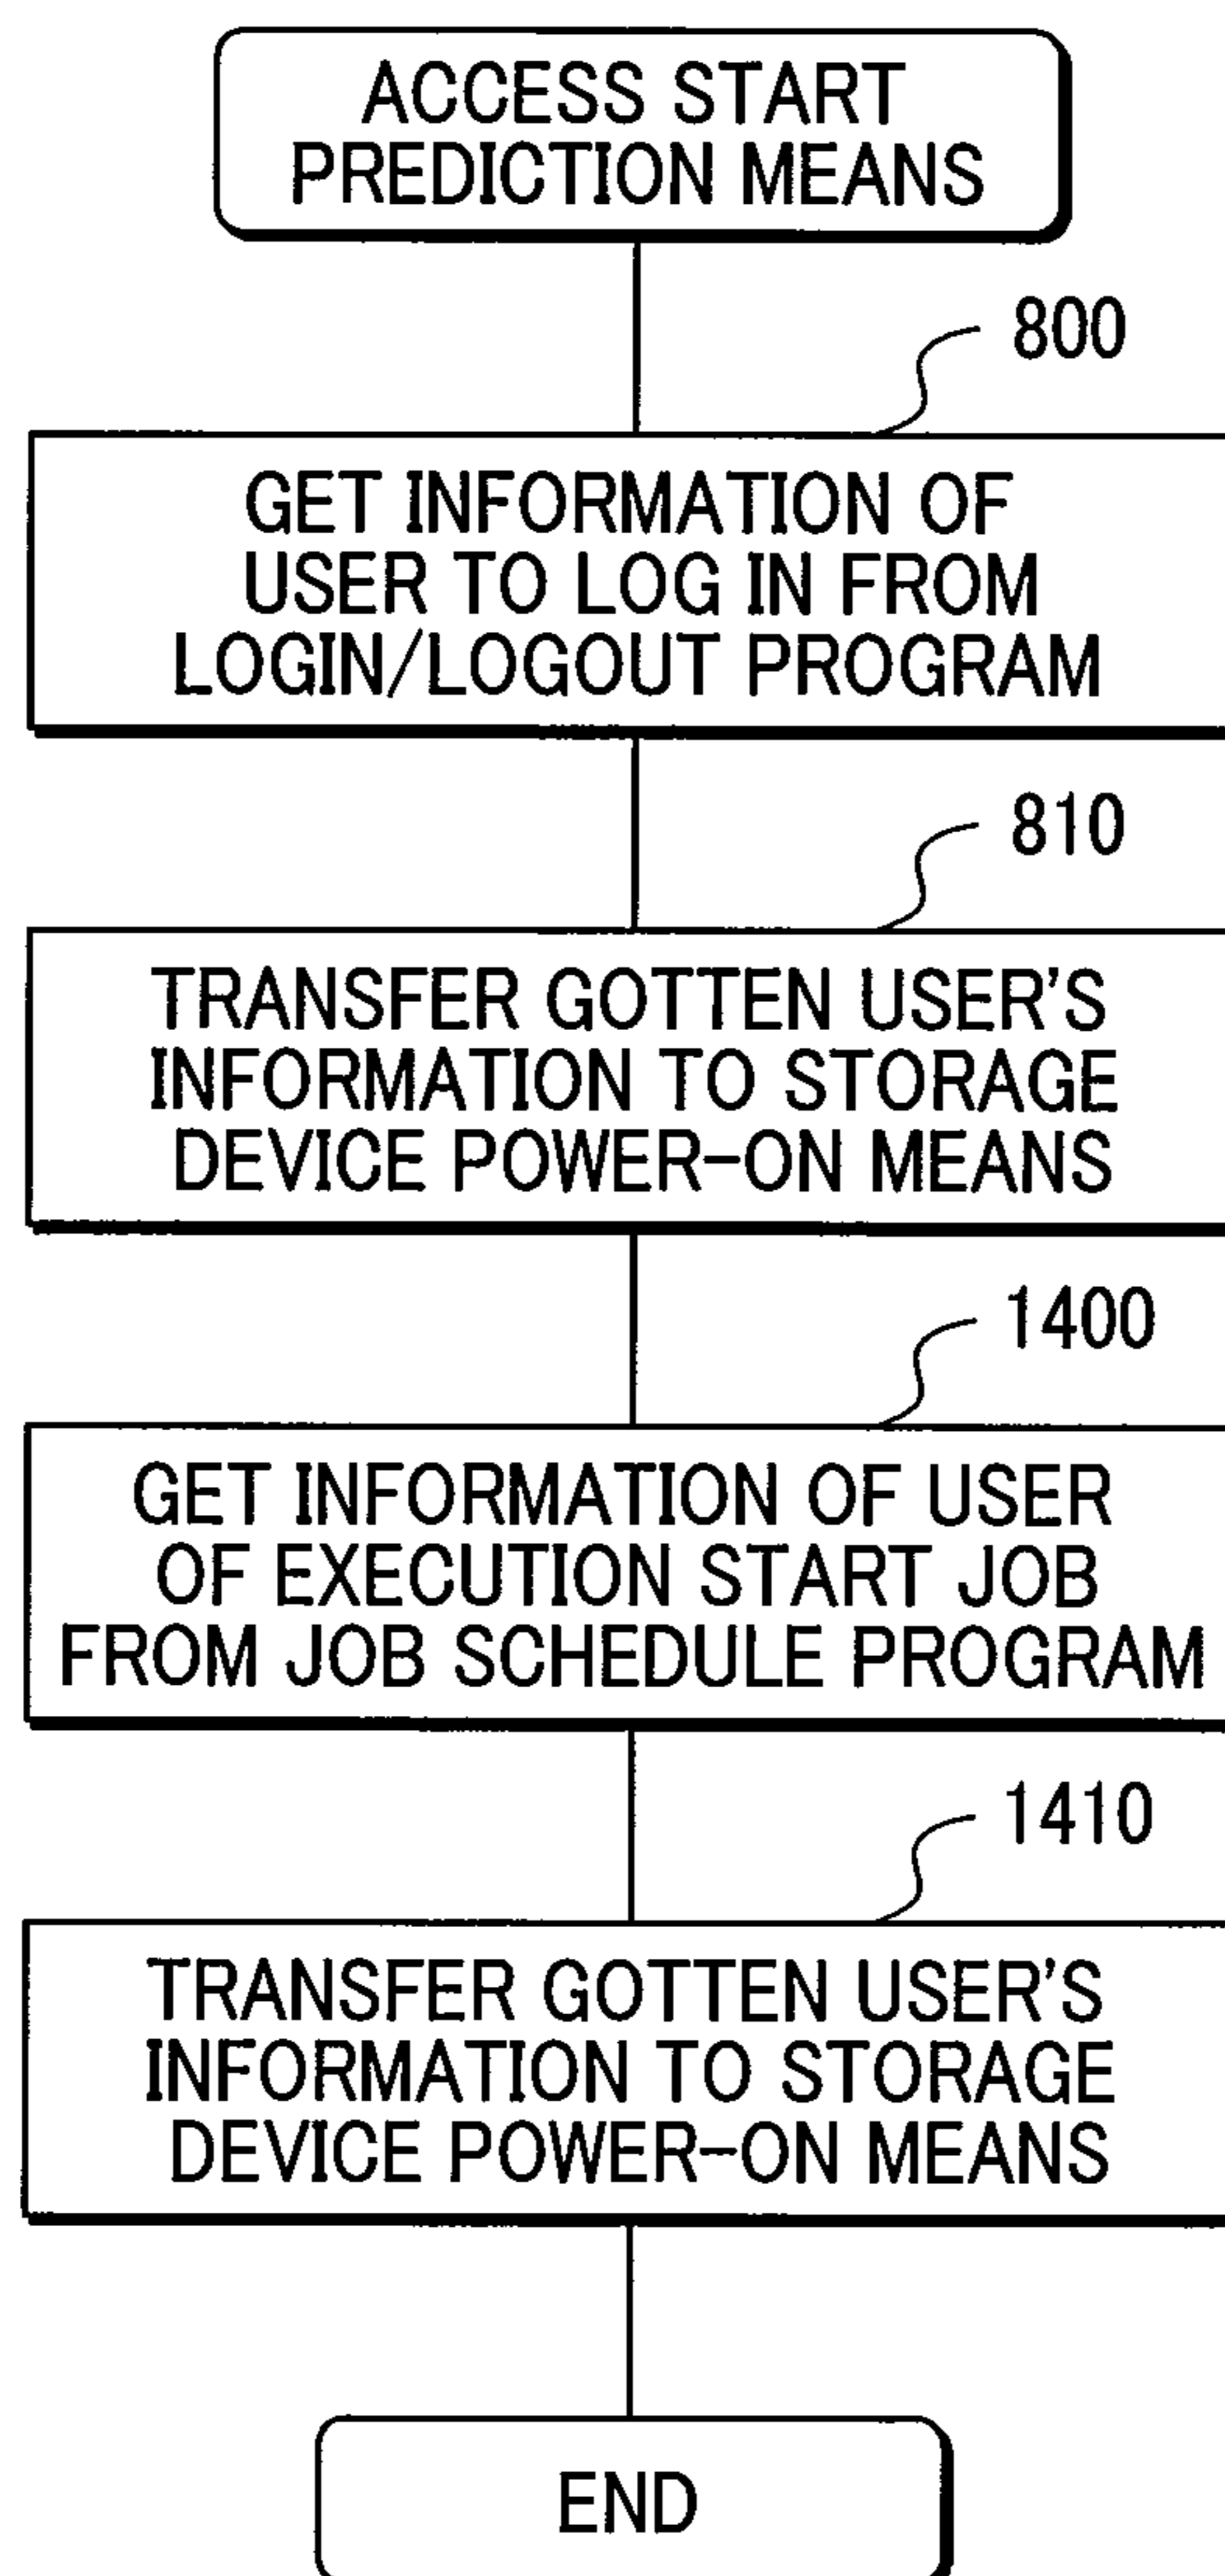 ACCESS START
PREDICTION MEANS
800
GET INFORMATION OF
USER TO LOG IN FROM
LOGIN/LOGOUT PROGRAM
810
TRANSFER GOTTEN USER'S
INFORMATION TO STORAGE
DEVICE POWER-ON MEANS
1400
GET INFORMATION OF USER
OF EXECUTION START JOB
FROM JOB SCHEDULE PROGRAM
1410
TRANSFER GOTTEN USER'S
INFORMATION TO STORAGE
DEVICE POWER-ON MEANS
END